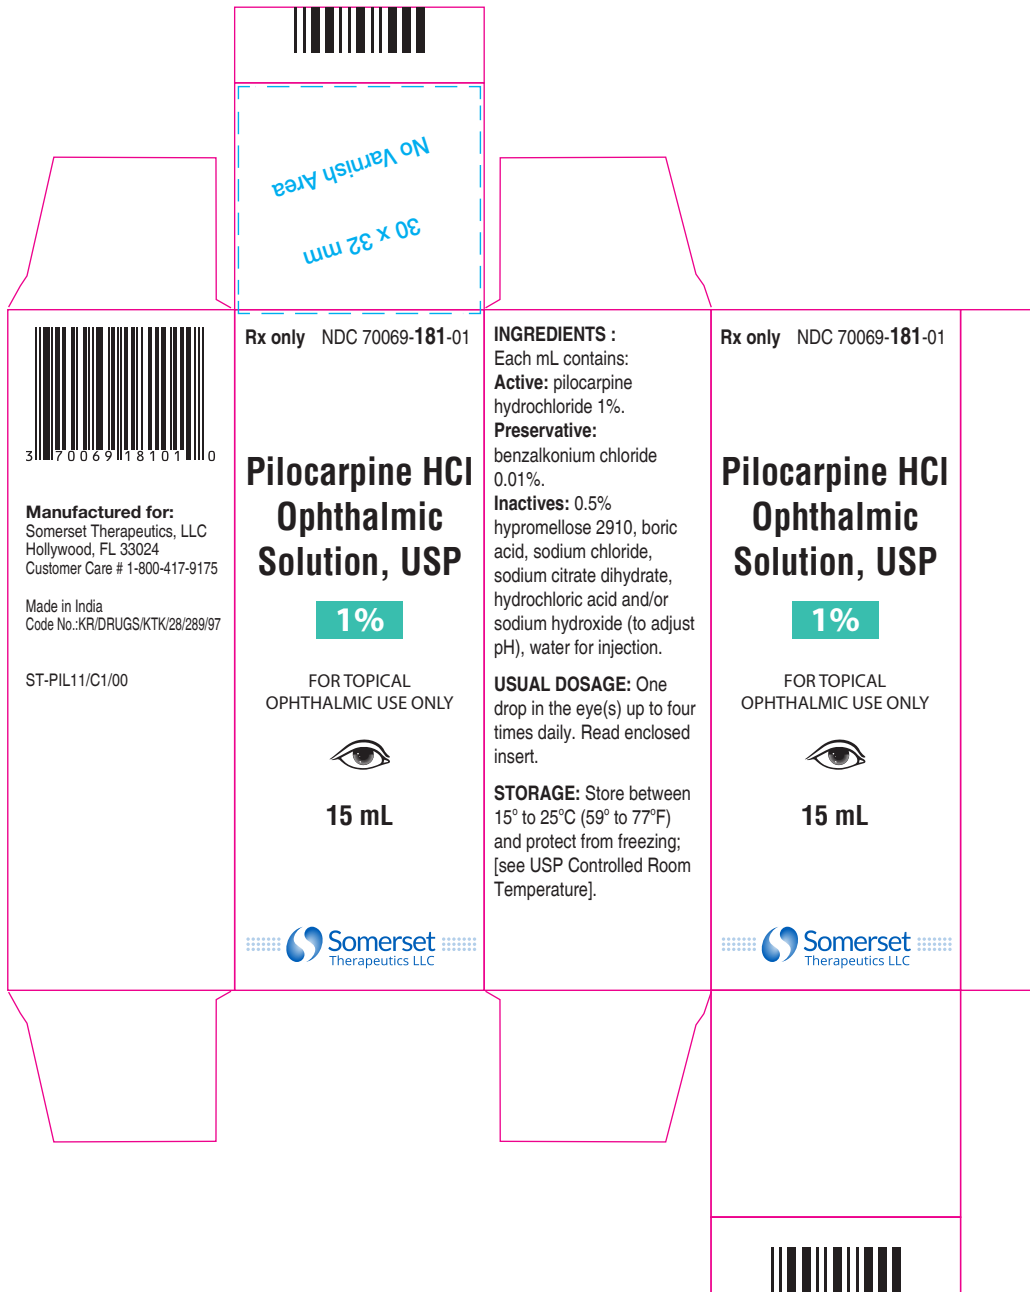 No Varnish Area
30 x 32 mm
3 70069 18101 0
Manufactured for:
Somerset Therapeutics, LLC
Hollywood, FL 33024
Customer Care # 1-800-417-9175
Made in India
Code No.:KR/DRUGS/KTK/28/289/97
ST-PIL11/C1/00
Rx only NDC 70069-181-01
Pilocarpine HCl
Ophthalmic
Solution, USP
1%
FOR TOPICAL
OPHTHALMIC USE ONLY
15 mL
Somerset
Therapeutics LLC
INGREDIENTS :
Each mL contains:
Active: pilocarpine
hydrochloride 1%.
Preservative:
benzalkonium chloride
0.01%.
Inactives: 0.5%
hypromellose 2910, boric
acid, sodium chloride,
sodium citrate dihydrate,
hydrochloric acid and/or
sodium hydroxide (to adjust
pH), water for injection.
USUAL DOSAGE: One
drop in the eye(s) up to four
times daily. Read enclosed
insert.
STORAGE: Store between
15º to 25ºC (59º to 77ºF)
and protect from freezing;
[see USP Controlled Room
Temperature].
Rx only NDC 70069-181-01
Pilocarpine HCl
Ophthalmic
Solution, USP
1%
FOR TOPICAL
OPHTHALMIC USE ONLY
15 mL
Somerset
Therapeutics LLC